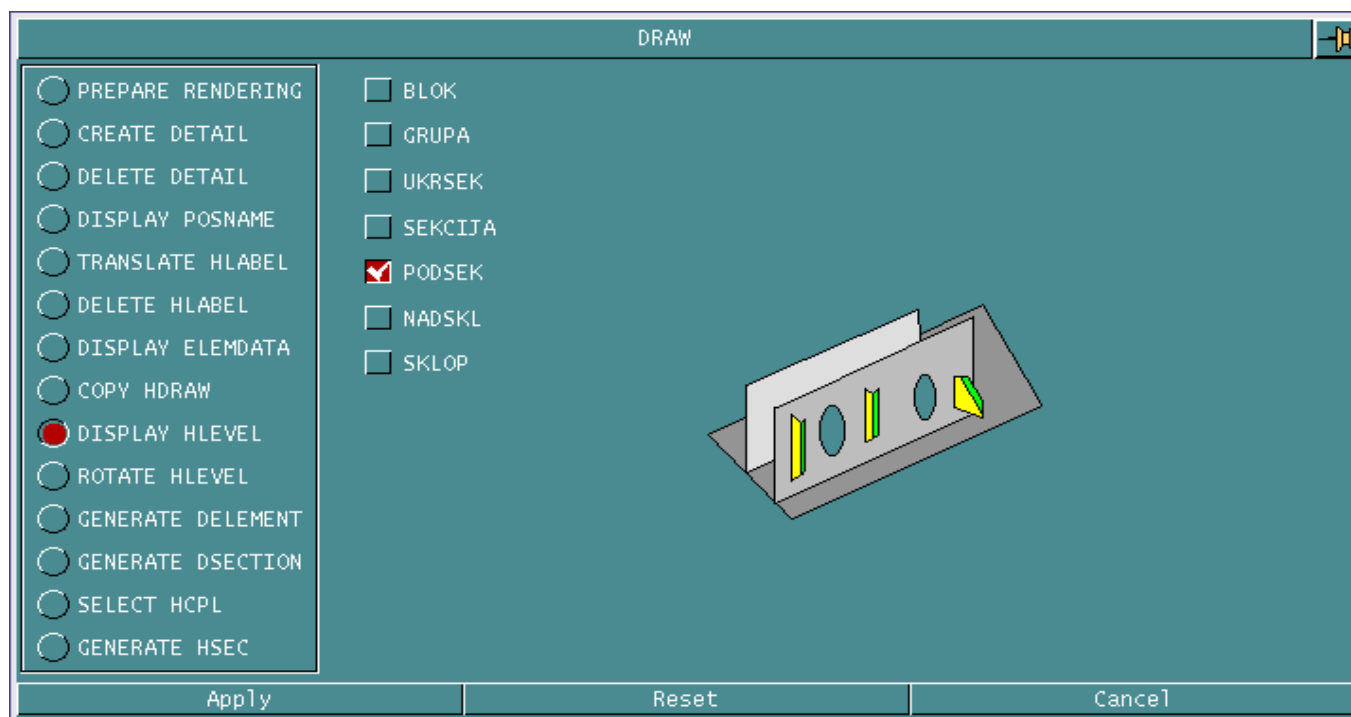 DRAW
PREPARE RENDERING
CREATE DETAIL
DELETE DETAIL
DISPLAY POSNAME
TRANSLATE HLABEL
DELETE HLABEL
DISPLAY ELEMDATA
COPY HDRAW
DISPLAY HLEVEL
ROTATE HLEVEL
GENERATE DELEMENT
GENERATE DSECTION
SELECT HCPL
GENERATE HSEC
BLOK
GRUPA
UKRSEK
SEKCIJA
PODSEK
NADSKL
SKLOP
Apply Reset Cancel